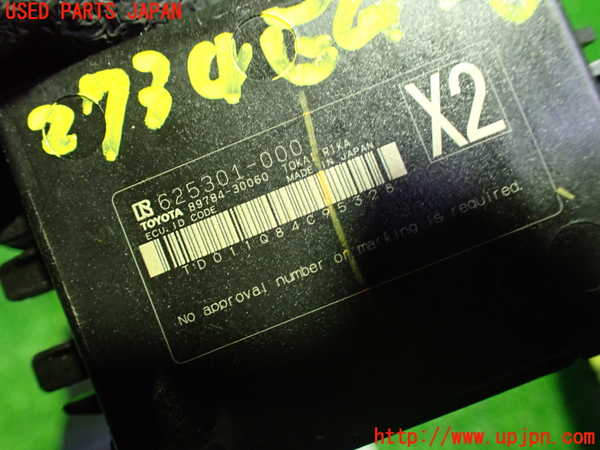 USED PARTS JAPAN
X2
625301-000
TOYOTA 89784-30060 TOKAI RIKA
ECU, ID CODE MADE IN JAPAN
No approval number or marking is required.
http://www.upjpn.com